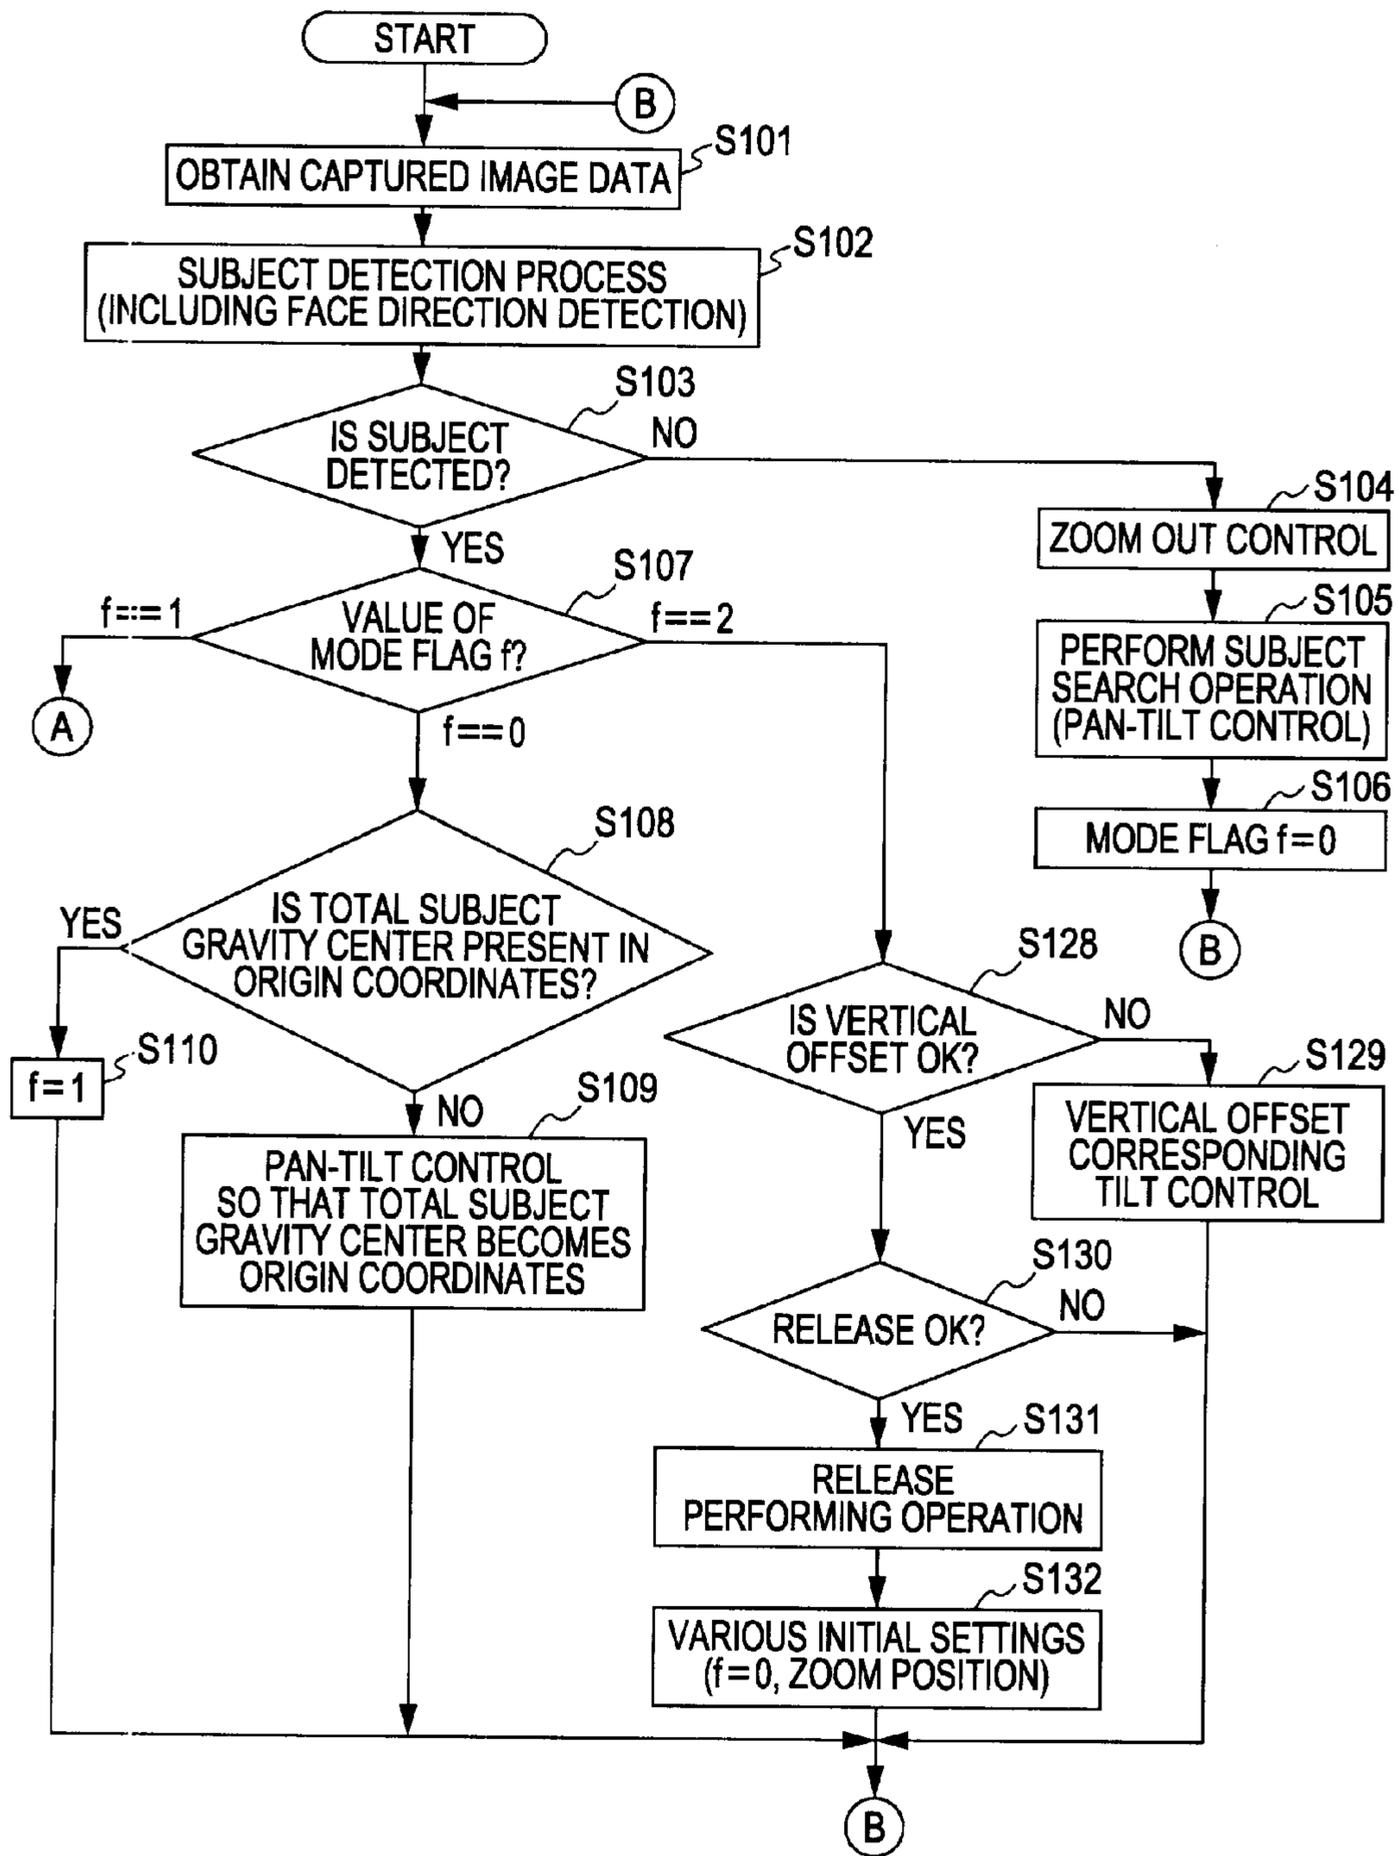 START
B
S101
OBTAIN CAPTURED IMAGE DATA
S102
SUBJECT DETECTION PROCESS
(INCLUDING FACE DIRECTION DETECTION)
S103
IS SUBJECT
DETECTED?
NO
YES
S104
ZOOM OUT CONTROL
S105
PERFORM SUBJECT
SEARCH OPERATION
(PAN-TILT CONTROL)
S106
MODE FLAG f=0
B
S107
VALUE OF
MODE FLAG f?
f==1
f==2
f==0
A
S108
IS TOTAL SUBJECT
GRAVITY CENTER PRESENT IN
ORIGIN COORDINATES?
YES
NO
S110
f=1
S109
PAN-TILT CONTROL
SO THAT TOTAL SUBJECT
GRAVITY CENTER BECOMES
ORIGIN COORDINATES
S128
IS VERTICAL
OFFSET OK?
NO
YES
S129
VERTICAL OFFSET
CORRESPONDING
TILT CONTROL
S130
RELEASE OK?
NO
YES
S131
RELEASE
PERFORMING OPERATION
S132
VARIOUS INITIAL SETTINGS
(f=0, ZOOM POSITION)
B